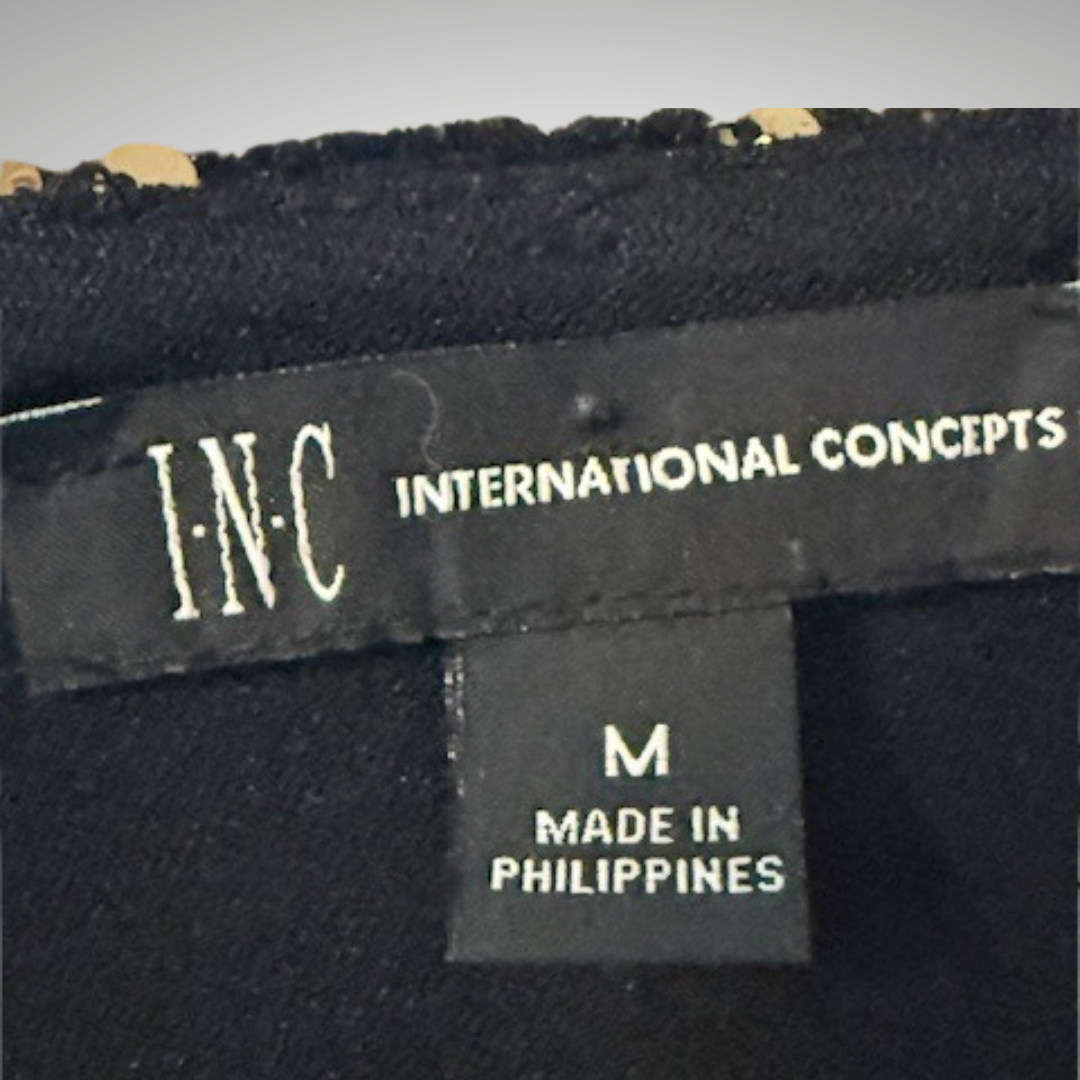 I·N·C INTERNATIONAL CONCEPTS
M
MADE IN
PHILIPPINES